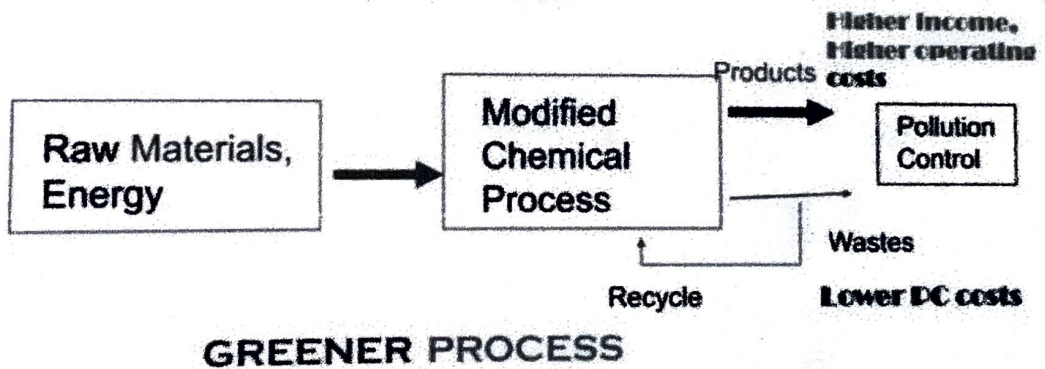 Higher income,
Higher operating
Products costs
Raw Materials,
Energy
Modified
Chemical
Process
Pollution
Control
Wastes
Recycle
Lower PC costs
GREENER PROCESS